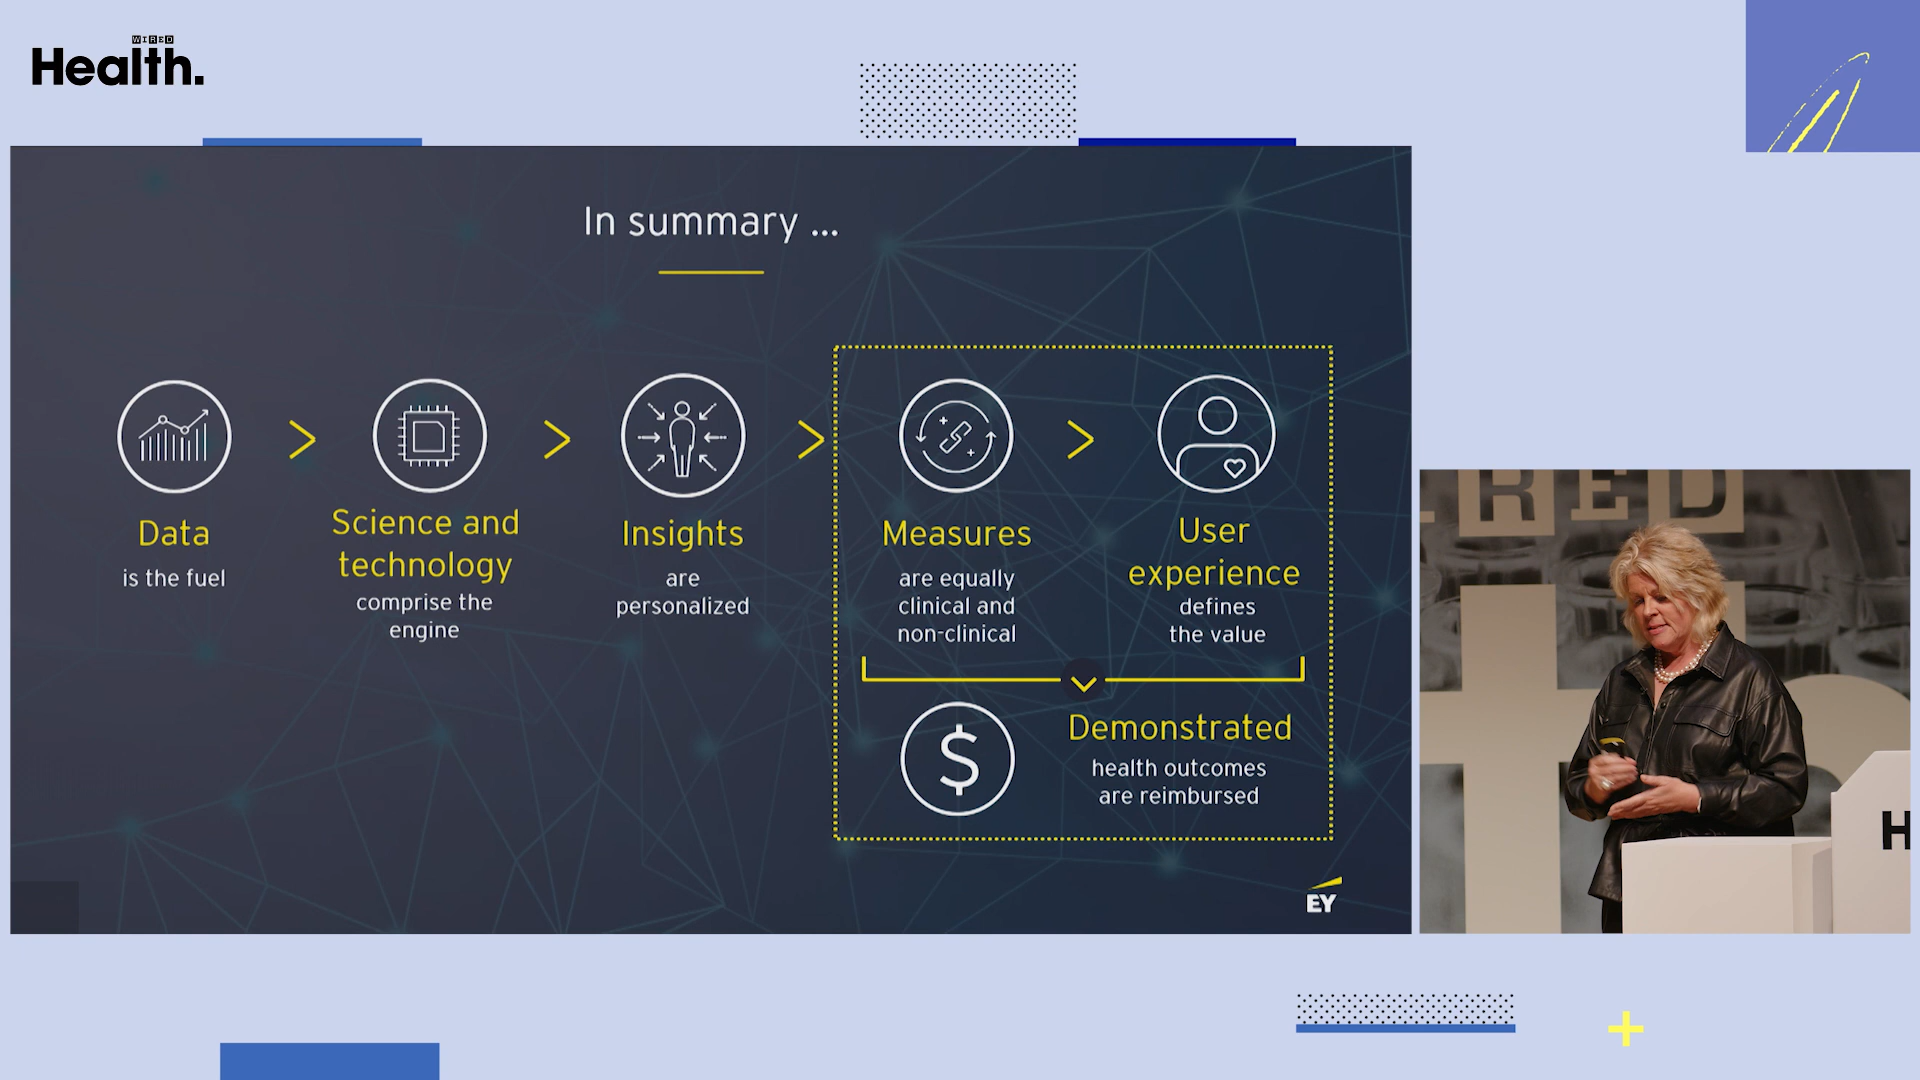 WIRED
Health.
In summary ...
Data
is the fuel
Science and
technology
comprise the
engine
Insights
are
personalized
Measures
are equally
clinical and
non-clinical
User
experience
defines
the value
$
Demonstrated
health outcomes
are reimbursed
EY
RED
H